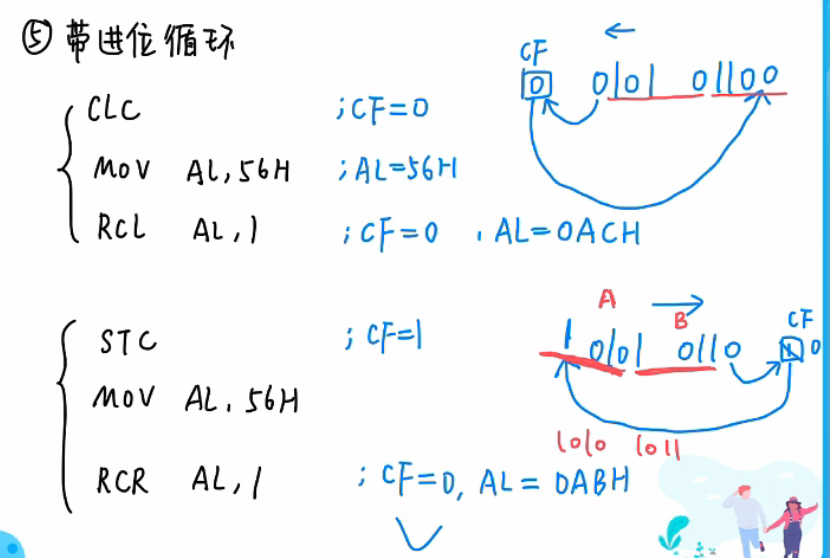 ⑤ 带进位循环
CLC ;CF=0
MOV AL,56H ;AL=56H
RCL AL,1 ;CF=0 , AL=0ACH
CF ←
0 0101 01100
STC ;CF=1
MOV AL,56H
RCR AL,1 ;CF=0, AL=0ABH
A → B CF
1 0101 0110 1 0
1010 1011